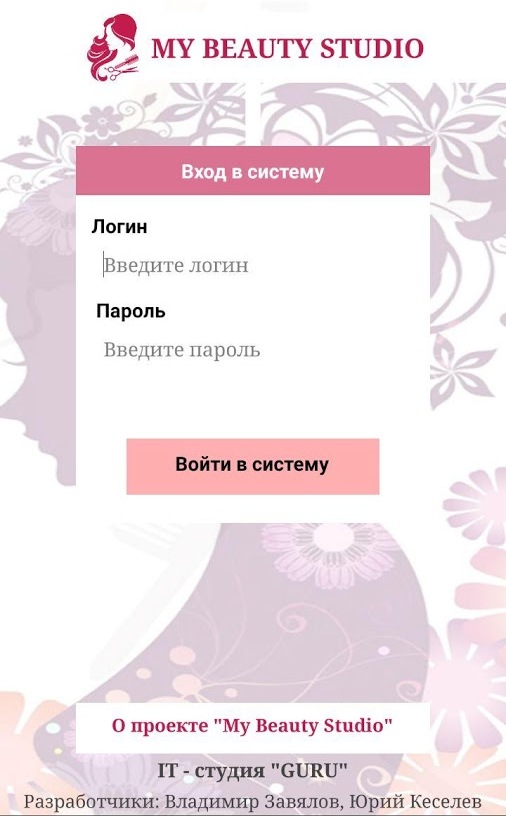 MY BEAUTY STUDIO
Вход в систему
Логин
Введите логин
Пароль
Введите пароль
Войти в систему
О проекте "My Beauty Studio"
IT - студия "GURU"
Разработчики: Владимир Завялов, Юрий Кеселев